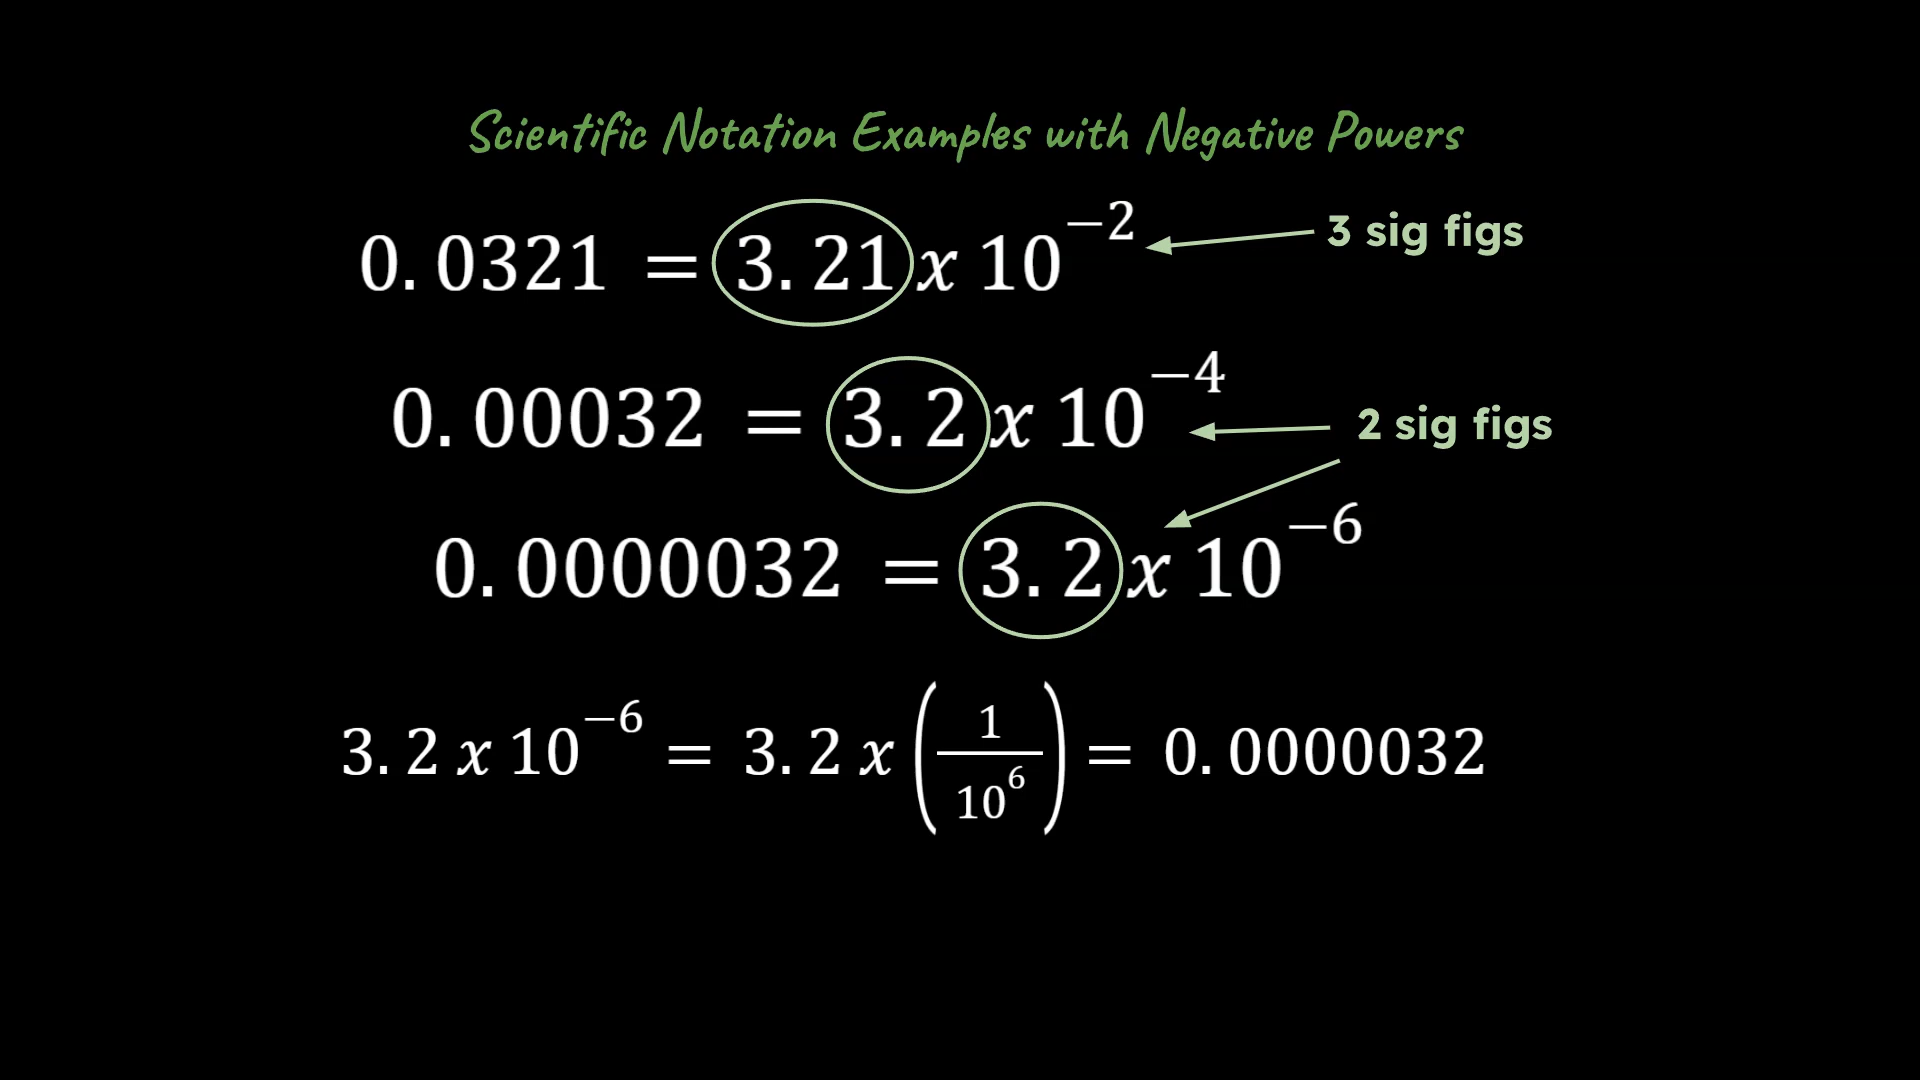 Scientific Notation Examples with Negative Powers
0.0321 = 3.21 x 10⁻² 3 sig figs
0.00032 = 3.2 x 10⁻⁴ 2 sig figs
0.0000032 = 3.2 x 10⁻⁶
3.2 x 10⁻⁶ = 3.2 x (1/10⁶) = 0.0000032